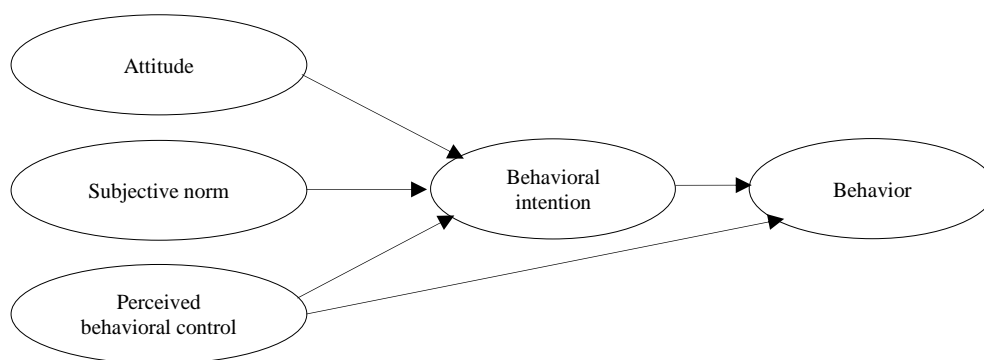 Attitude
Subjective norm
Perceived
behavioral control
Behavioral
intention
Behavior